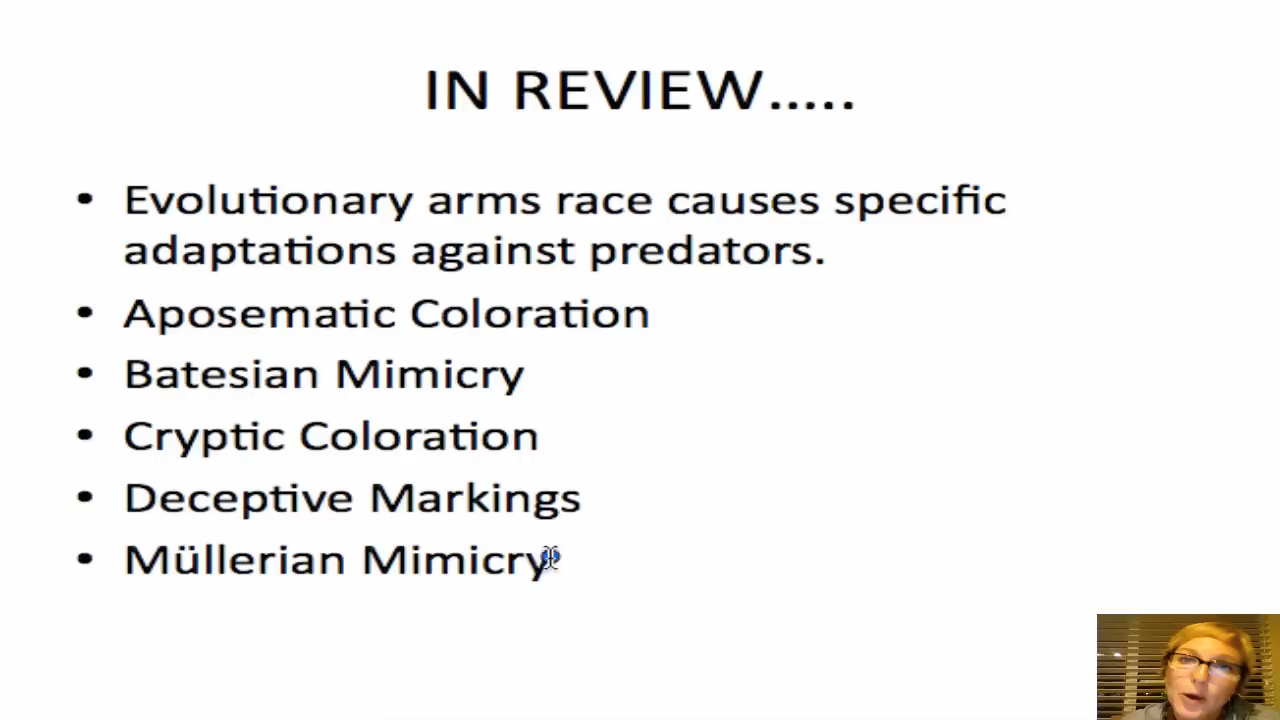 IN REVIEW.....
• Evolutionary arms race causes specific
adaptations against predators.
• Aposematic Coloration
• Batesian Mimicry
• Cryptic Coloration
• Deceptive Markings
• Müllerian Mimicry